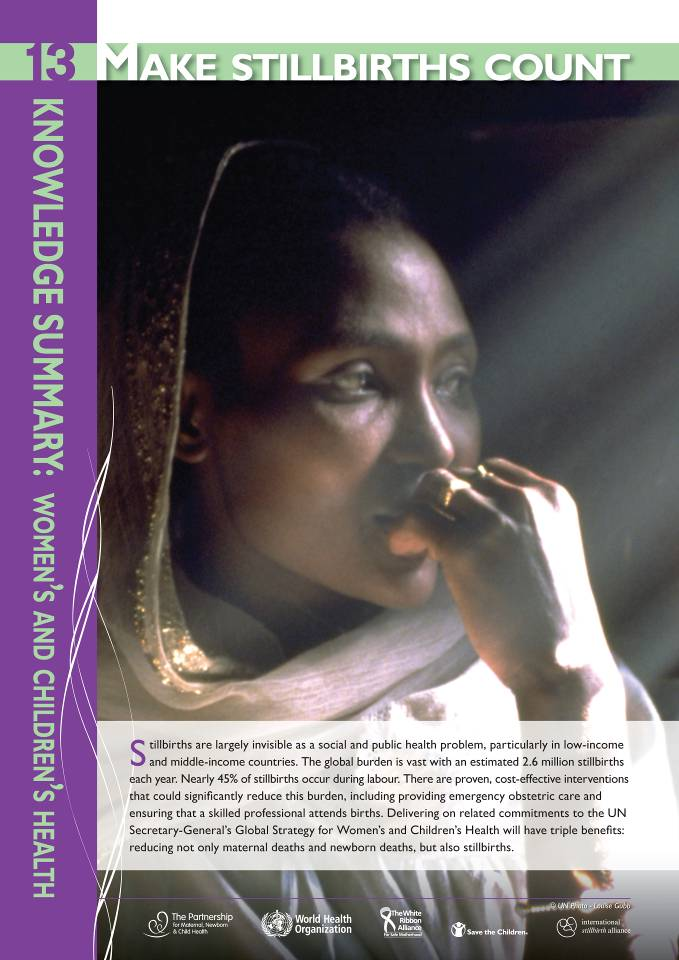 13
MAKE STILLBIRTHS COUNT
KNOWLEDGE SUMMARY: WOMEN'S AND CHILDREN'S HEALTH
Stillbirths are largely invisible as a social and public health problem, particularly in low-income
and middle-income countries. The global burden is vast with an estimated 2.6 million stillbirths
each year. Nearly 45% of stillbirths occur during labour. There are proven, cost-effective interventions
that could significantly reduce this burden, including providing emergency obstetric care and
ensuring that a skilled professional attends births. Delivering on related commitments to the UN
Secretary-General's Global Strategy for Women's and Children's Health will have triple benefits:
reducing not only maternal deaths and newborn deaths, but also stillbirths.
© UN Photo - Louise Gubb
The Partnership
for Maternal, Newborn
& Child Health
World Health
Organization
The White
Ribbon
Alliance
For Safe Motherhood
Save the Children.
international
stillbirth alliance